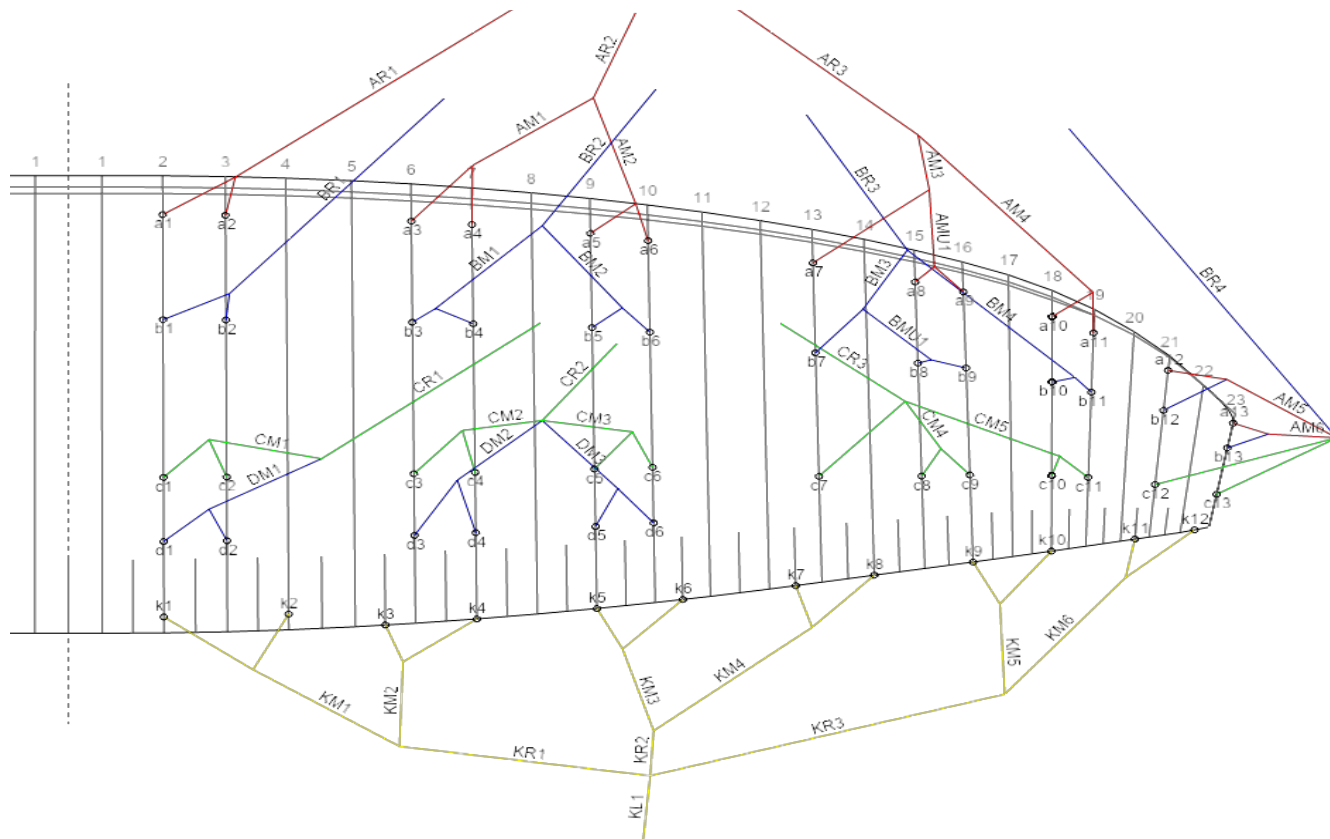 AR1
AR2
AR3
AM1
BR2
AM2
AM3
BR3
AM4
AMU1
BR1
BR4
1
1
2
3
4
5
6
7
8
9
10
11
12
13
14
15
16
17
18
19
20
21
22
23
a1
a2
a3
a4
a5
a6
a7
a8
a9
a10
a11
a12
a13
BM1
BM2
BM3
BM4
BMU1
b1
b2
b3
b4
b5
b6
b7
b8
b9
b10
b11
b12
b13
AM5
AM6
CR1
CR2
CR3
CM1
CM2
CM3
CM4
CM5
DM1
DM2
DM3
c1
c2
c3
c4
c5
c6
c7
c8
c9
c10
c11
c12
c13
d1
d2
d3
d4
d5
d6
k1
k2
k3
k4
k5
k6
k7
k8
k9
k10
k11
k12
KM1
KM2
KM3
KM4
KM5
KM6
KR1
KR2
KR3
KL1